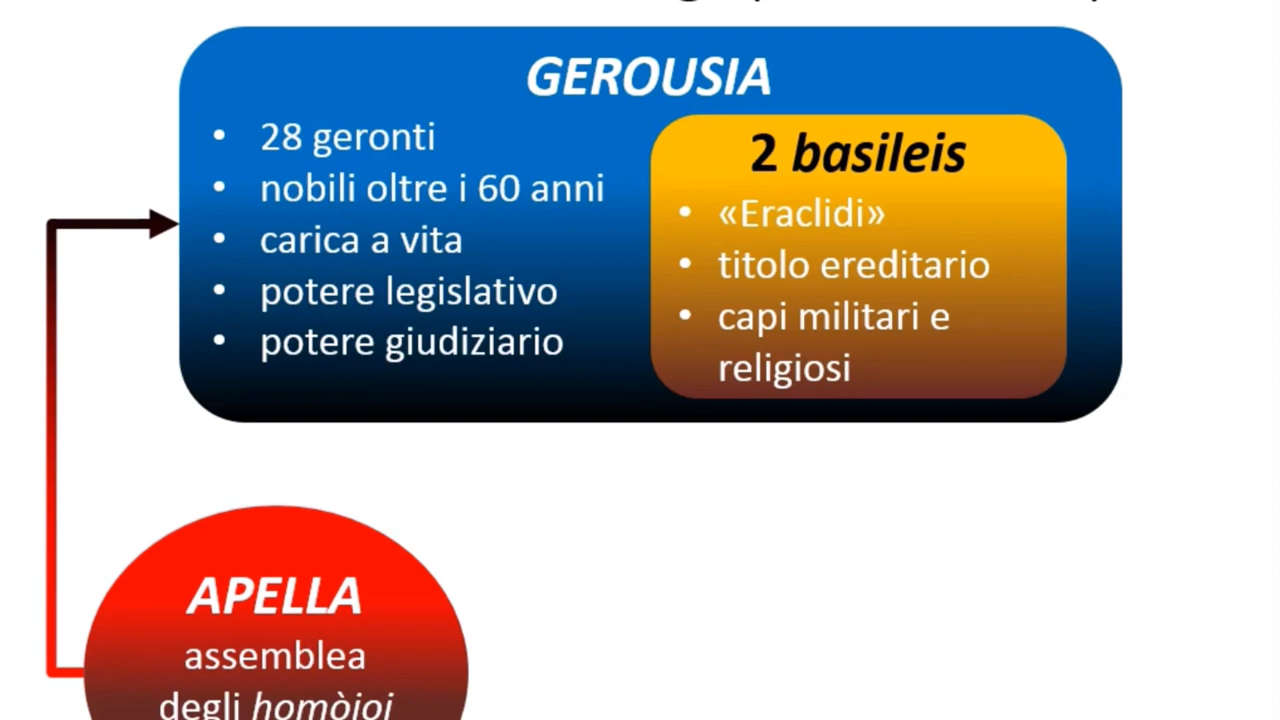 GEROUSIA
• 28 geronti
• nobili oltre i 60 anni
• carica a vita
• potere legislativo
• potere giudiziario
2 basileis
• «Eraclidi»
• titolo ereditario
• capi militari e
religiosi
APELLA
assemblea
degli homòioi